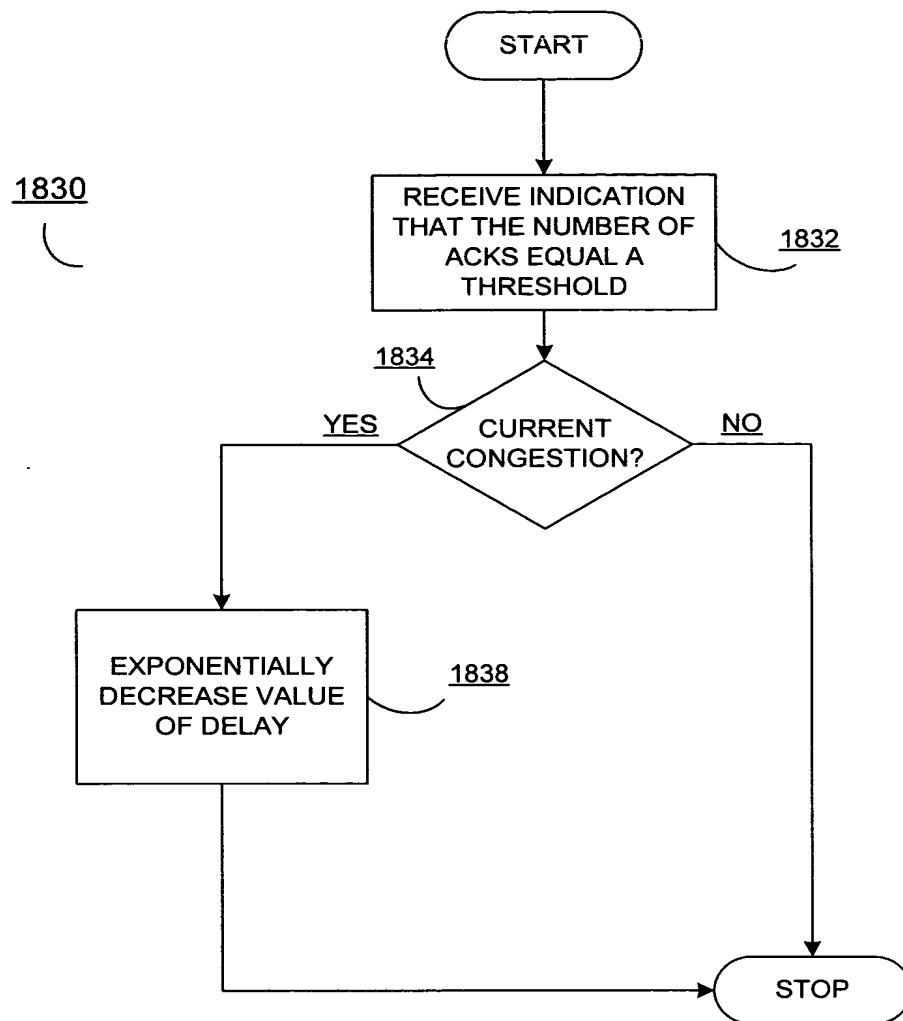 START
1830
RECEIVE INDICATION
THAT THE NUMBER OF
ACKS EQUAL A
THRESHOLD
1832
1834
YES
CURRENT
CONGESTION?
NO
EXPONENTIALLY
DECREASE VALUE
OF DELAY
1838
STOP